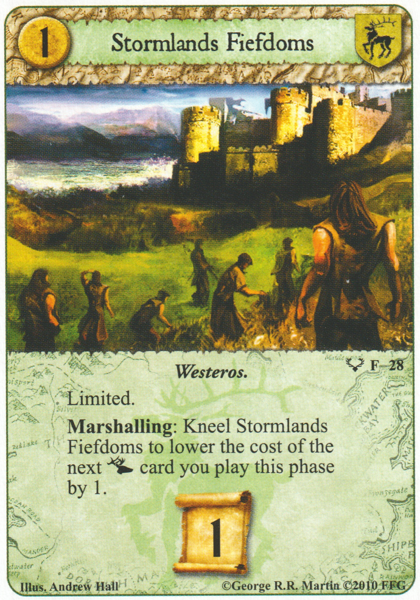 1
Stormlands Fiefdoms
Westeros.
F–28
Limited.
Marshalling: Kneel Stormlands
Fiefdoms to lower the cost of the
next card you play this phase
by 1.
1
Illus. Andrew Hall
©George R.R. Martin ©2010 FFG